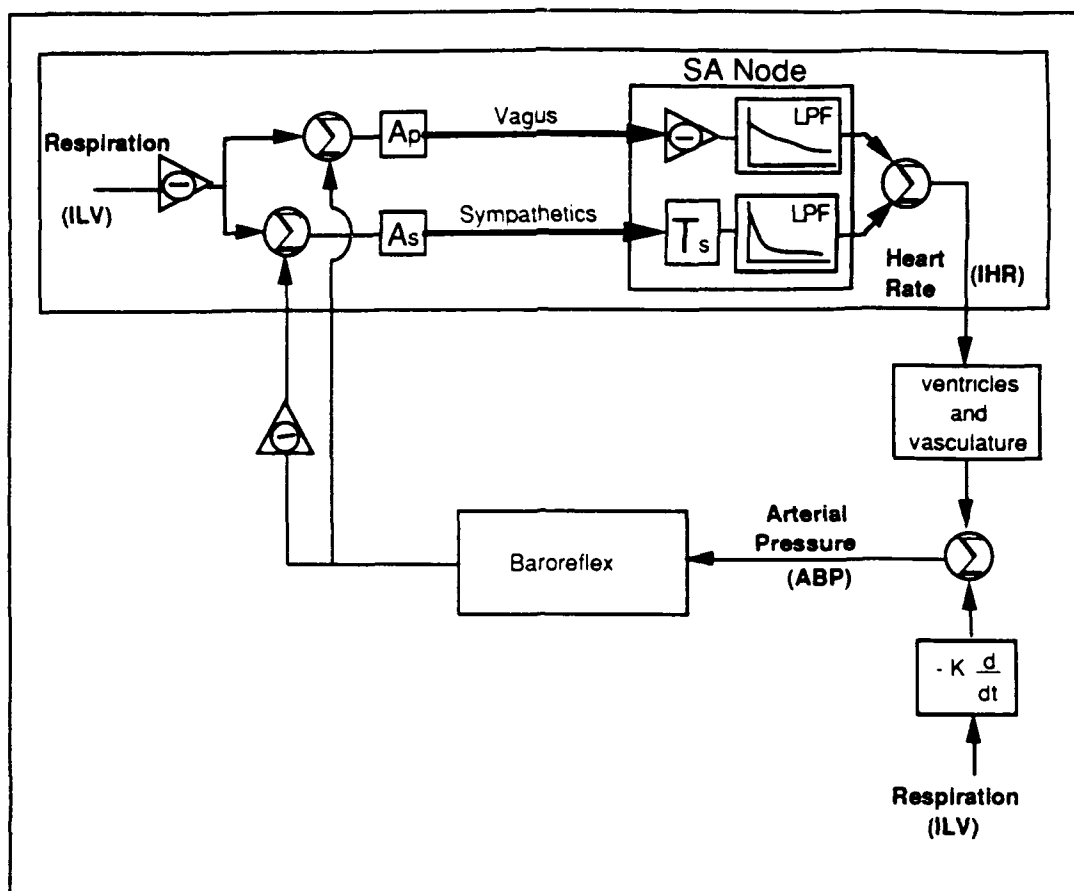 SA Node
LPF
Vagus
Ap
Respiration
(ILV)
Σ
−
−
Sympathetics
LPF
Σ
As
Ts
Σ
Heart
Rate
(IHR)
ventricles
and
vasculature
−
Arterial
Pressure
(ABP)
Baroreflex
Σ
- K d
dt
Respiration
(ILV)